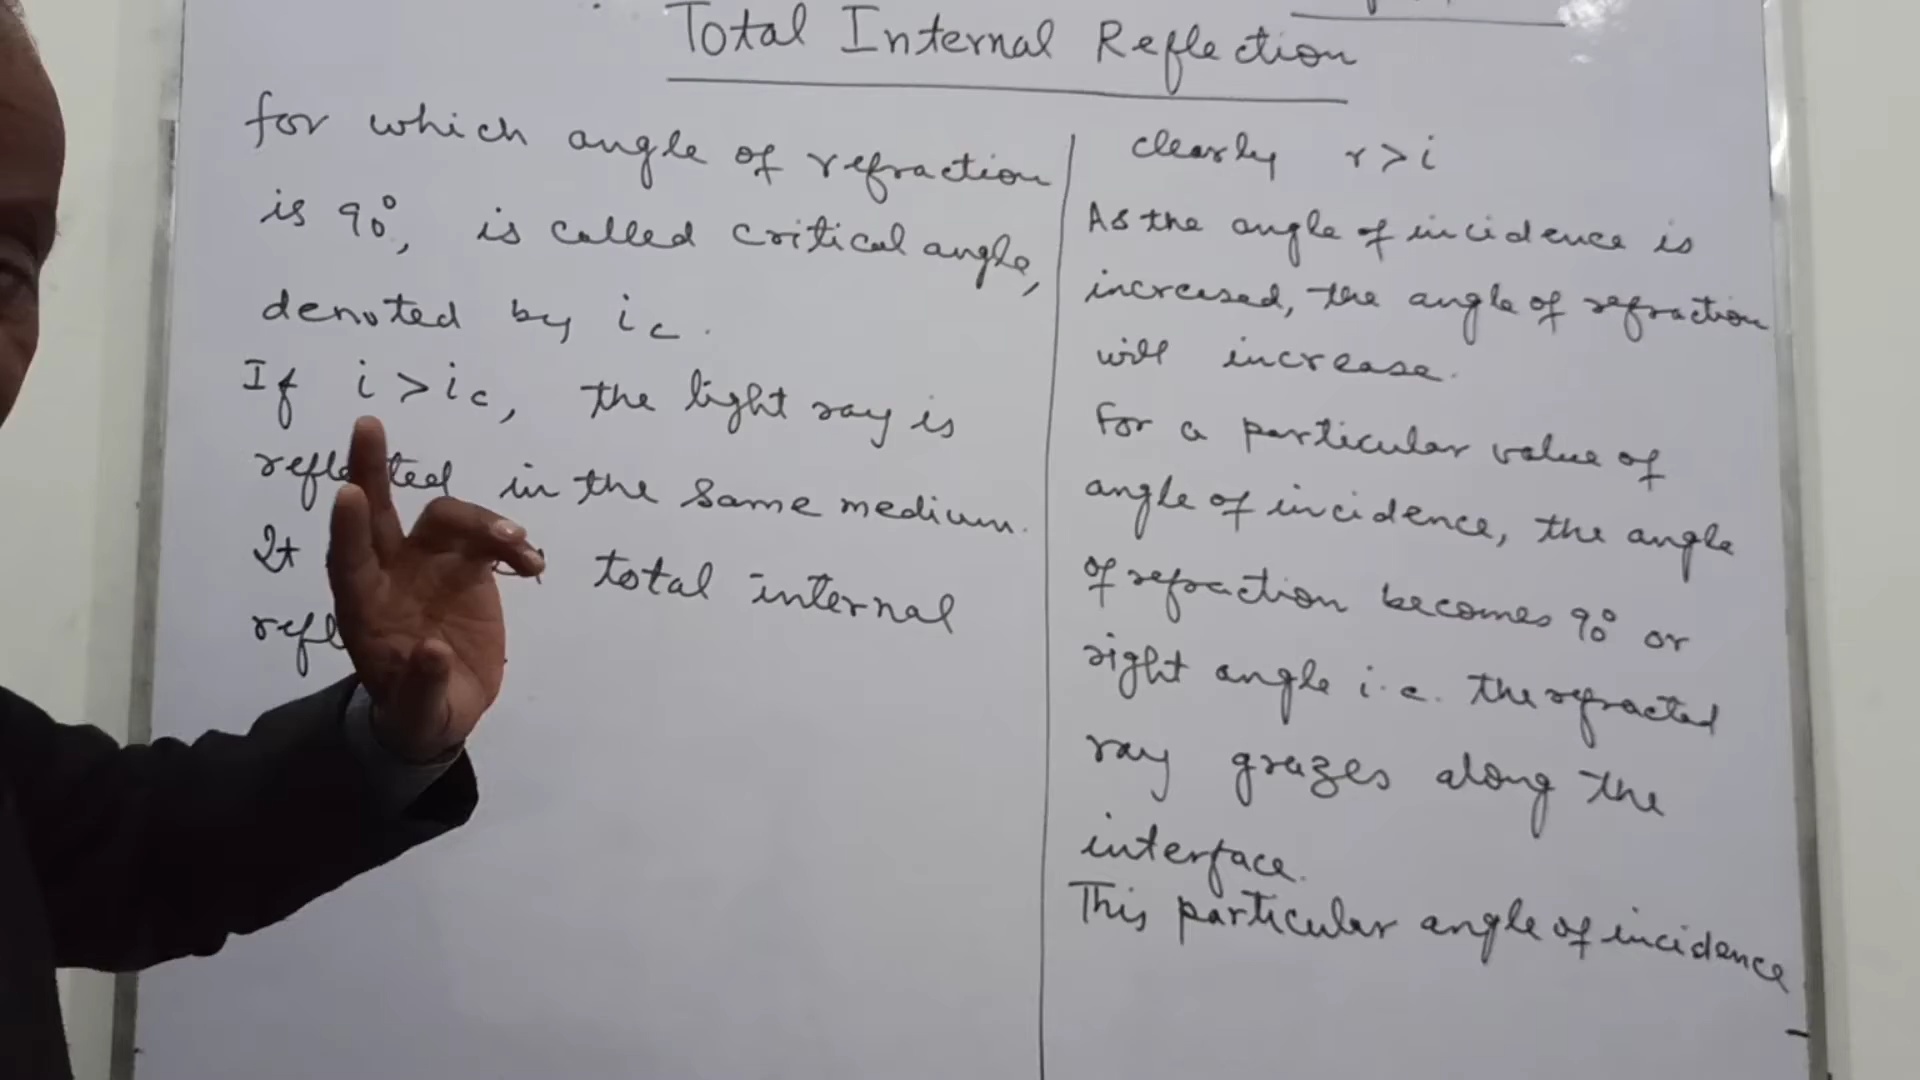 Total Internal Reflection
for which angle of refraction
is 90°, is called critical angle,
denoted by ic.
If i > ic, the light ray is
reflected in the same medium.
It total internal
clearly r > i
As the angle of incidence is
increased, the angle of refraction
will increase.
For a particular value of
angle of incidence, the angle
of refraction becomes 90° or
right angle i.e. the refracted
ray grazes along the
interface.
This particular angle of incidence